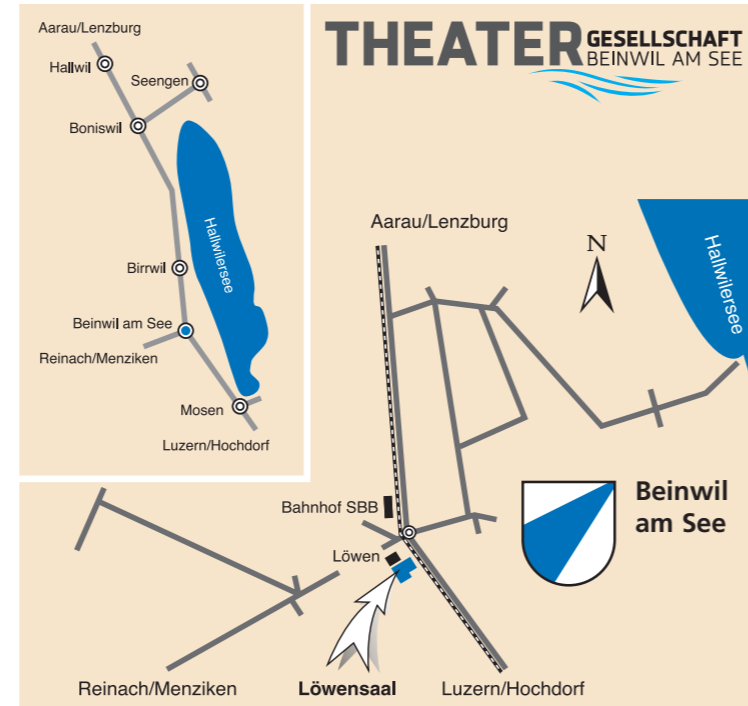 THEATER GESELLSCHAFT
BEINWIL AM SEE
Aarau/Lenzburg
Hallwil
Seengen
Boniswil
Hallwilersee
Birrwil
Beinwil am See
Reinach/Menziken
Mosen
Luzern/Hochdorf
Aarau/Lenzburg
N
Hallwilersee
Bahnhof SBB
Löwen
Beinwil
am See
Reinach/Menziken
Löwensaal
Luzern/Hochdorf